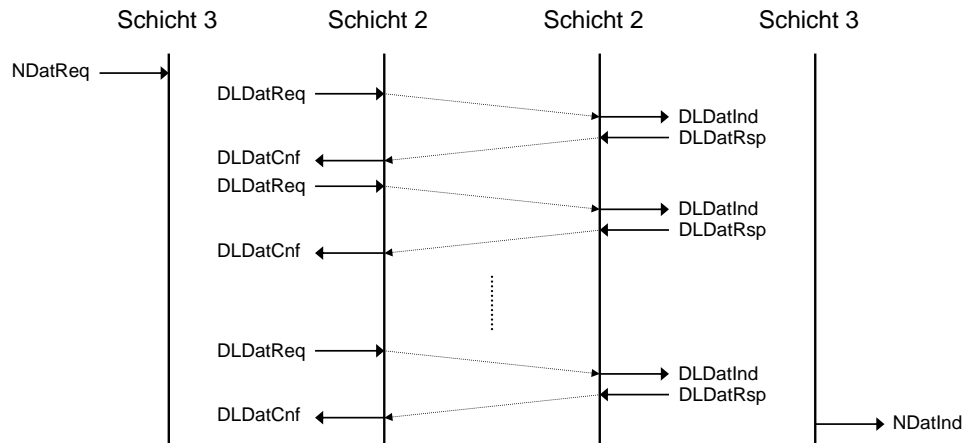 Schicht 3
Schicht 2
Schicht 2
Schicht 3
NDatReq
DLDatReq
DLDatInd
DLDatRsp
DLDatCnf
DLDatReq
DLDatInd
DLDatRsp
DLDatCnf
DLDatReq
DLDatInd
DLDatRsp
DLDatCnf
NDatInd